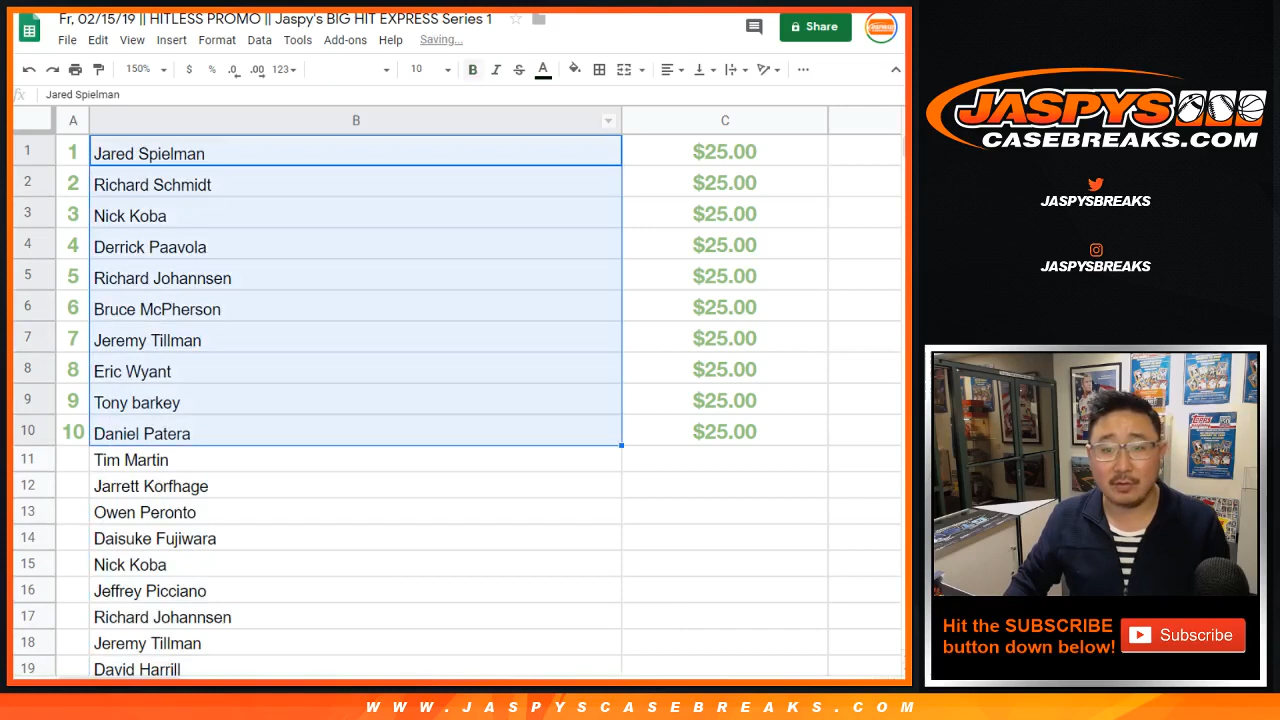 Fr, 02/15/19 || HITLESS PROMO || Jaspy's BIG HIT EXPRESS Series 1
File Edit View Insert Format Data Tools Add-ons Help Saving...
Share
150% $ % .0 .00 123 10 B I S A
fx Jared Spielman
A B C
1 1 Jared Spielman $25.00
2 2 Richard Schmidt $25.00
3 3 Nick Koba $25.00
4 4 Derrick Paavola $25.00
5 5 Richard Johannsen $25.00
6 6 Bruce McPherson $25.00
7 7 Jeremy Tillman $25.00
8 8 Eric Wyant $25.00
9 9 Tony barkey $25.00
10 10 Daniel Patera $25.00
11 Tim Martin
12 Jarrett Korfhage
13 Owen Peronto
14 Daisuke Fujiwara
15 Nick Koba
16 Jeffrey Picciano
17 Richard Johannsen
18 Jeremy Tillman
19 David Harrill
JASPYS
CASEBREAKS.COM
JASPYSBREAKS
JASPYSBREAKS
Hit the SUBSCRIBE
button down below!
Subscribe
WWW.JASPYSCASEBREAKS.COM